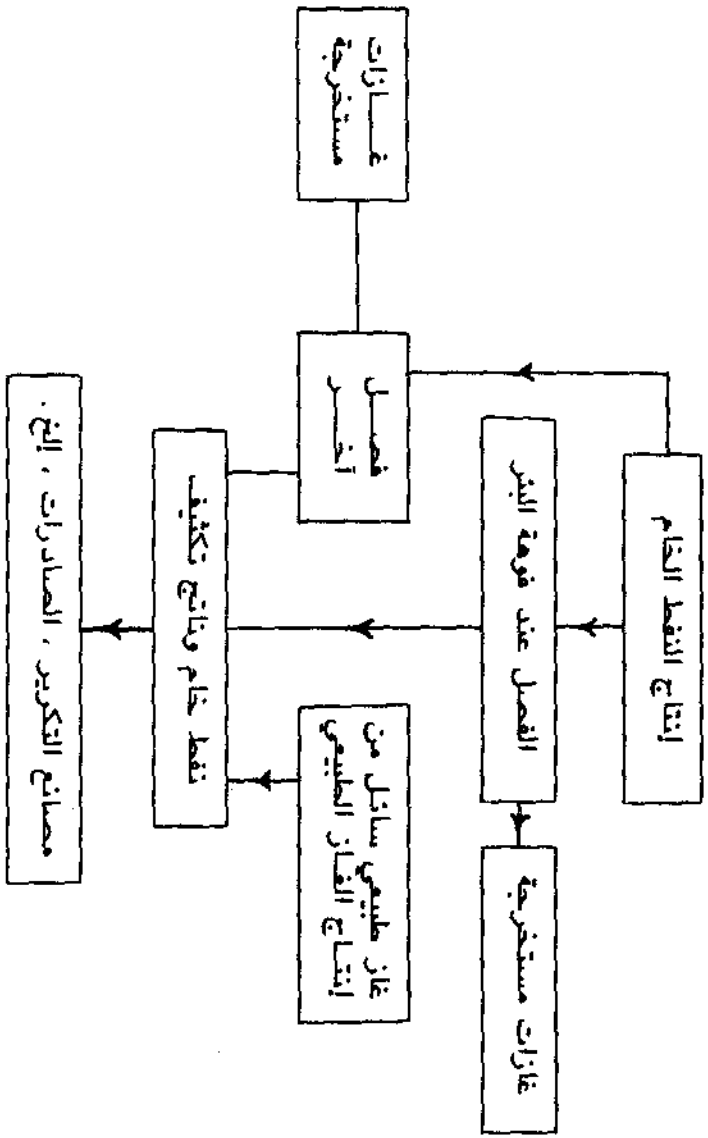 إنتاج النفط الخام
غازات مستخرجة
الفصل عند فوهة البئر
غاز طبيعي سائل من
إنتاج الغاز الطبيعي
فصل
آخر
غازات
مستخرجة
نفط خام وناتج تكثيف
مصانع التكرير ، الصادرات ، إلخ .